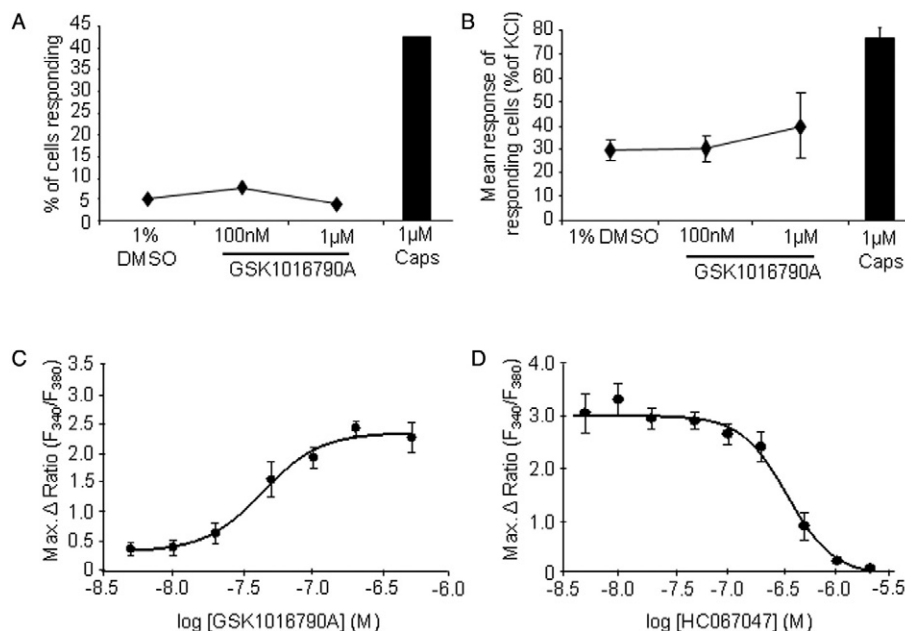 A
% of cells responding
45
40
35
30
25
20
15
10
5
0
1%
DMSO
100nM
1µM
GSK1016790A
1µM
Caps
B
Mean response of
responding cells (% of KCl)
80
70
60
50
40
30
20
10
0
1% DMSO
100nM
1µM
GSK1016790A
1µM
Caps
C
Max. Δ Ratio (F340/F380)
3.5
3.0
2.5
2.0
1.5
1.0
0.5
0
-8.5
-8.0
-7.5
-7.0
-6.5
-6.0
log [GSK1016790A] (M)
D
Max. Δ Ratio (F340/F380)
4.0
3.0
2.0
1.0
0
-8.5
-8.0
-7.5
-7.0
-6.5
-6.0
-5.5
log [HC067047] (M)